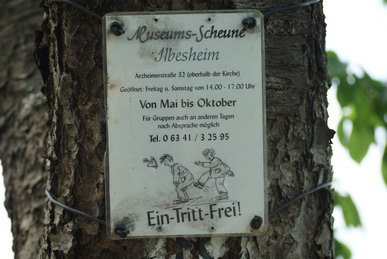 Museums-Scheune
Ilbesheim
Arzheimerstraße 32 (oberhalb der Kirche)
Geöffnet: Freitag u. Samstag von 14.00 - 17.00 Uhr
Von Mai bis Oktober
Für Gruppen auch an anderen Tagen
nach Absprache möglich
Tel. 0 63 41 / 3 25 95
Ein-Tritt-Frei!